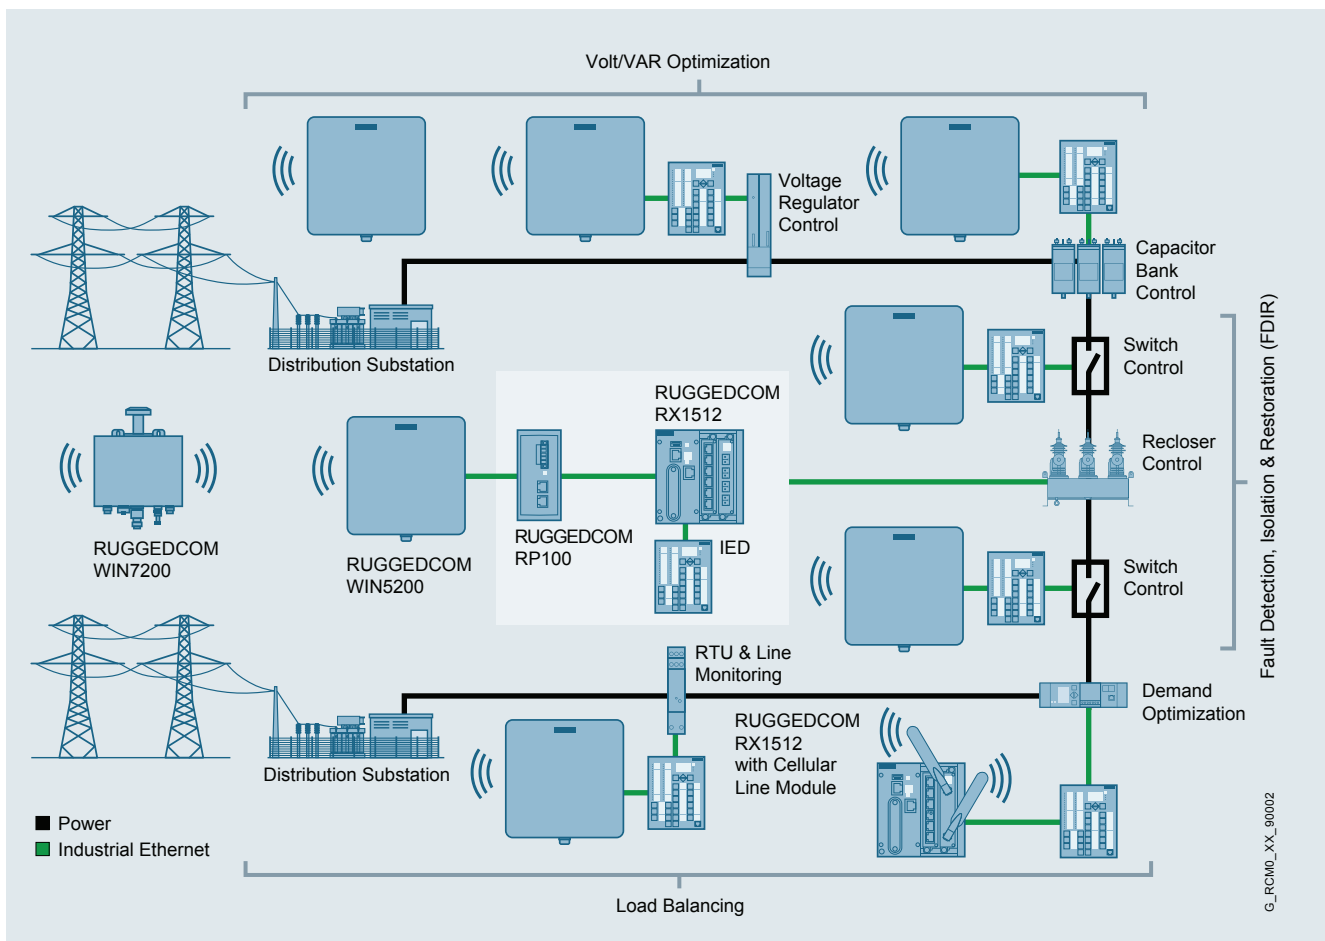 Volt/VAR Optimization
Voltage
Regulator
Control
Capacitor
Bank
Control
Distribution Substation
Switch
Control
RUGGEDCOM
RX1512
Recloser
Control
Fault Detection, Isolation & Restoration (FDIR)
RUGGEDCOM
WIN7200
RUGGEDCOM
WIN5200
RUGGEDCOM
RP100
IED
Switch
Control
RTU & Line
Monitoring
Demand
Optimization
RUGGEDCOM
RX1512
with Cellular
Line Module
Distribution Substation
Power
Industrial Ethernet
Load Balancing
G_RCM0_XX_90002